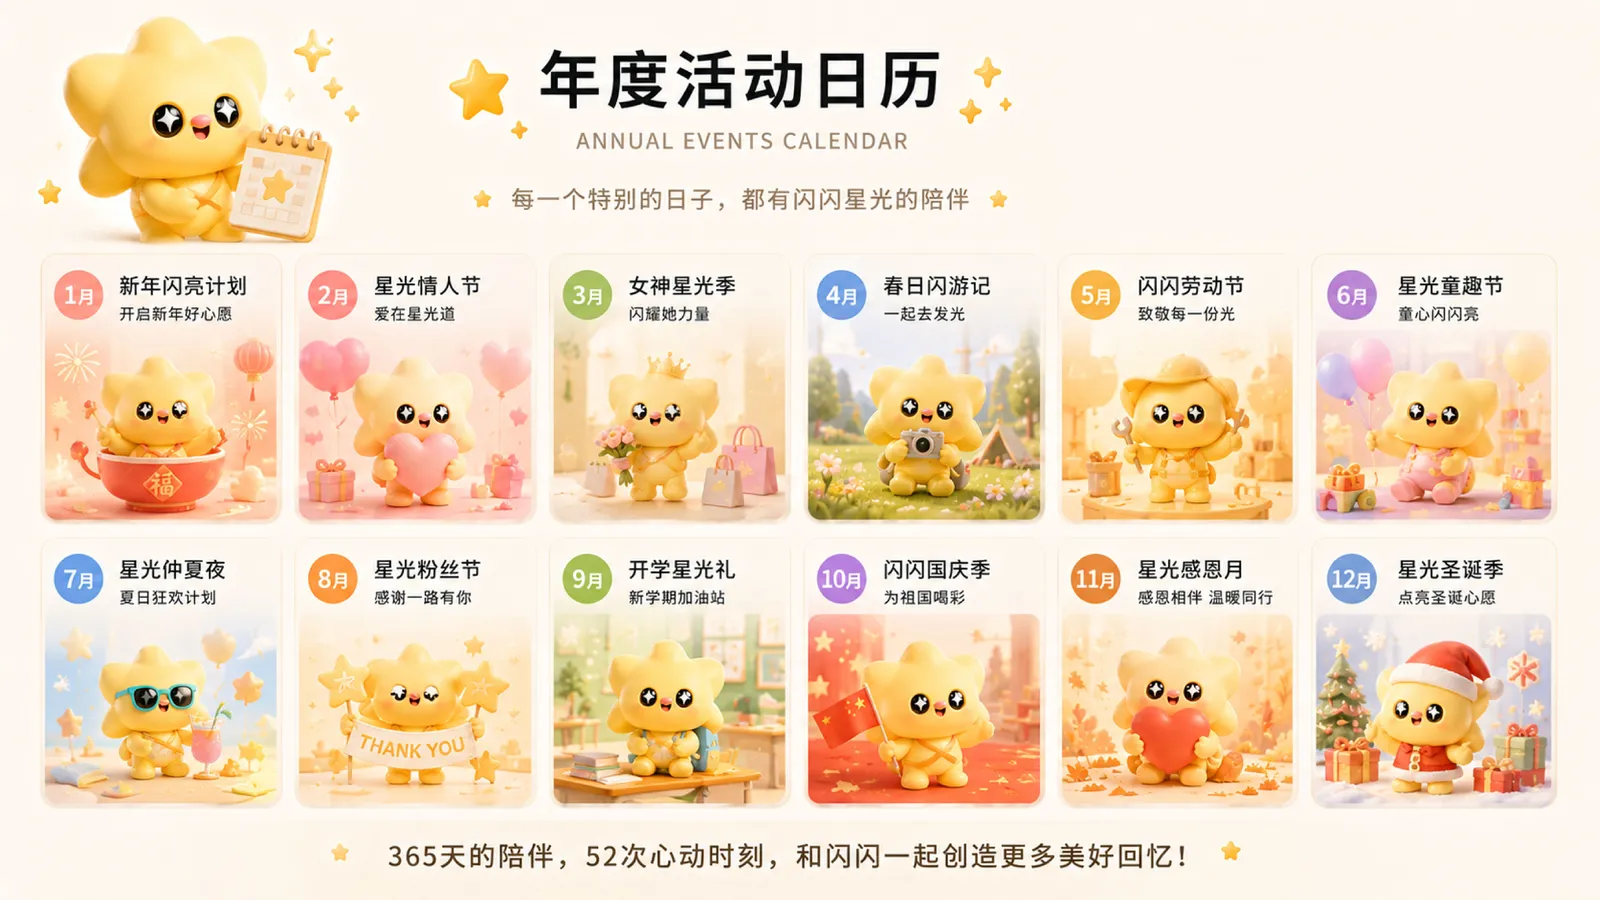 年度活动日历
ANNUAL EVENTS CALENDAR
每一个特别的日子，都有闪闪星光的陪伴
1月
新年闪亮计划
开启新年好心愿
福
2月
星光情人节
爱在星光道
3月
女神星光季
闪耀她力量
4月
春日闪游记
一起去发光
5月
闪闪劳动节
致敬每一份光
6月
星光童趣节
童心闪闪亮
7月
星光仲夏夜
夏日狂欢计划
8月
星光粉丝节
感谢一路有你
THANK YOU
9月
开学星光礼
新学期加油站
10月
闪闪国庆季
为祖国喝彩
11月
星光感恩月
感恩相伴 温暖同行
12月
星光圣诞季
点亮圣诞心愿
365天的陪伴，52次心动时刻，和闪闪一起创造更多美好回忆！